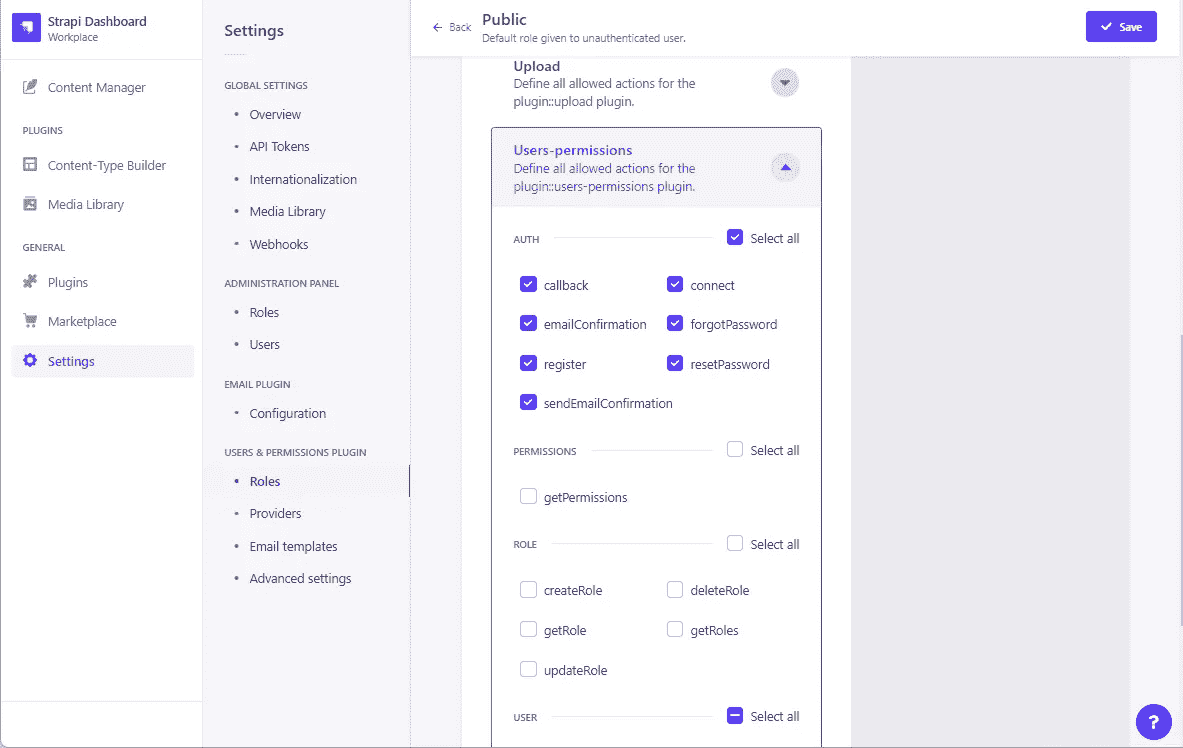 Strapi Dashboard
Workplace
Content Manager
PLUGINS
Content-Type Builder
Media Library
GENERAL
Plugins
Marketplace
Settings
Settings
GLOBAL SETTINGS
Overview
API Tokens
Internationalization
Media Library
Webhooks
ADMINISTRATION PANEL
Roles
Users
EMAIL PLUGIN
Configuration
USERS & PERMISSIONS PLUGIN
Roles
Providers
Email templates
Advanced settings
Back
Public
Default role given to unauthenticated user.
Save
Upload
Define all allowed actions for the
plugin::upload plugin.
Users-permissions
Define all allowed actions for the
plugin::users-permissions plugin.
AUTH Select all
callback connect
emailConfirmation forgotPassword
register resetPassword
sendEmailConfirmation
PERMISSIONS Select all
getPermissions
ROLE Select all
createRole deleteRole
getRole getRoles
updateRole
USER Select all
?